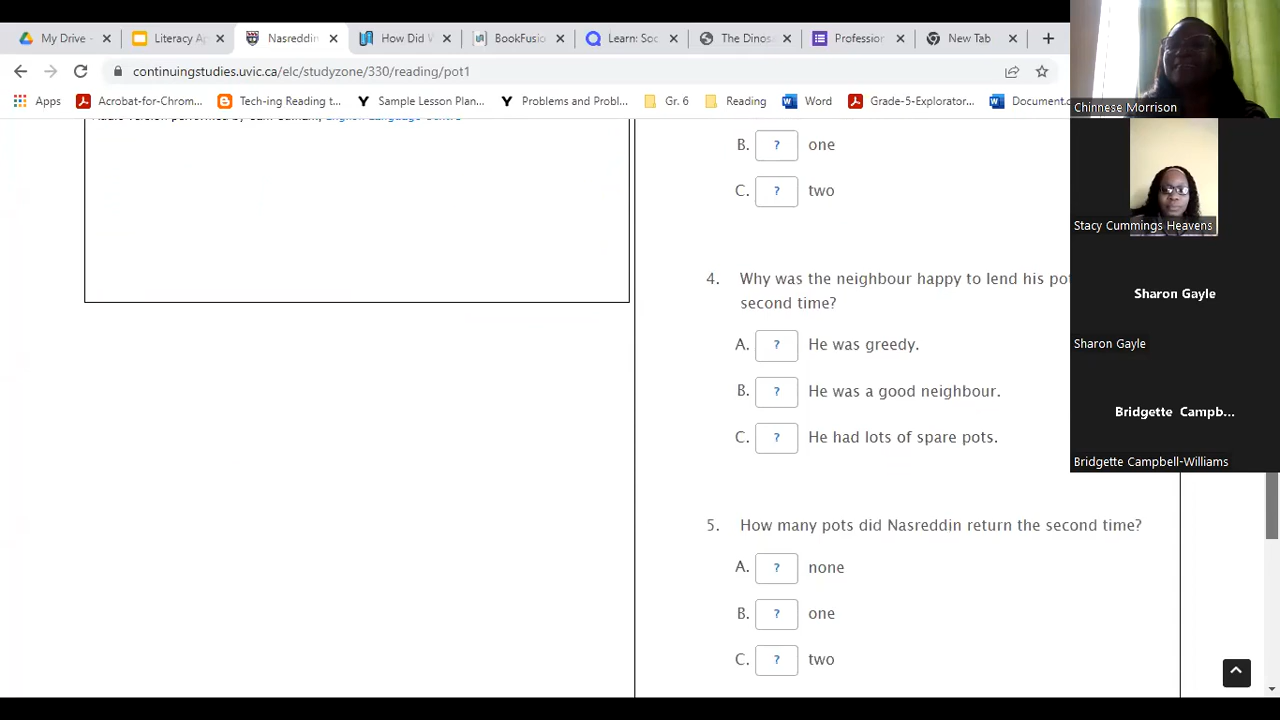 My Drive -
Literacy Ap
Nasreddin
How Did W
BookFusio
Learn: Soc
The Dinos
Profession
New Tab
continuingstudies.uvic.ca/elc/studyzone/330/reading/pot1
Apps
Acrobat-for-Chrom...
Tech-ing Reading t...
Sample Lesson Plan...
Problems and Probl...
Gr. 6
Reading
Word
Grade-5-Explorator...
Document.d
Chinnese Morrison
Stacy Cummings Heavens
Sharon Gayle
Sharon Gayle
Bridgette Campb...
Bridgette Campbell-Williams
B. ? one
C. ? two
4. Why was the neighbour happy to lend his po
second time?
A. ? He was greedy.
B. ? He was a good neighbour.
C. ? He had lots of spare pots.
5. How many pots did Nasreddin return the second time?
A. ? none
B. ? one
C. ? two